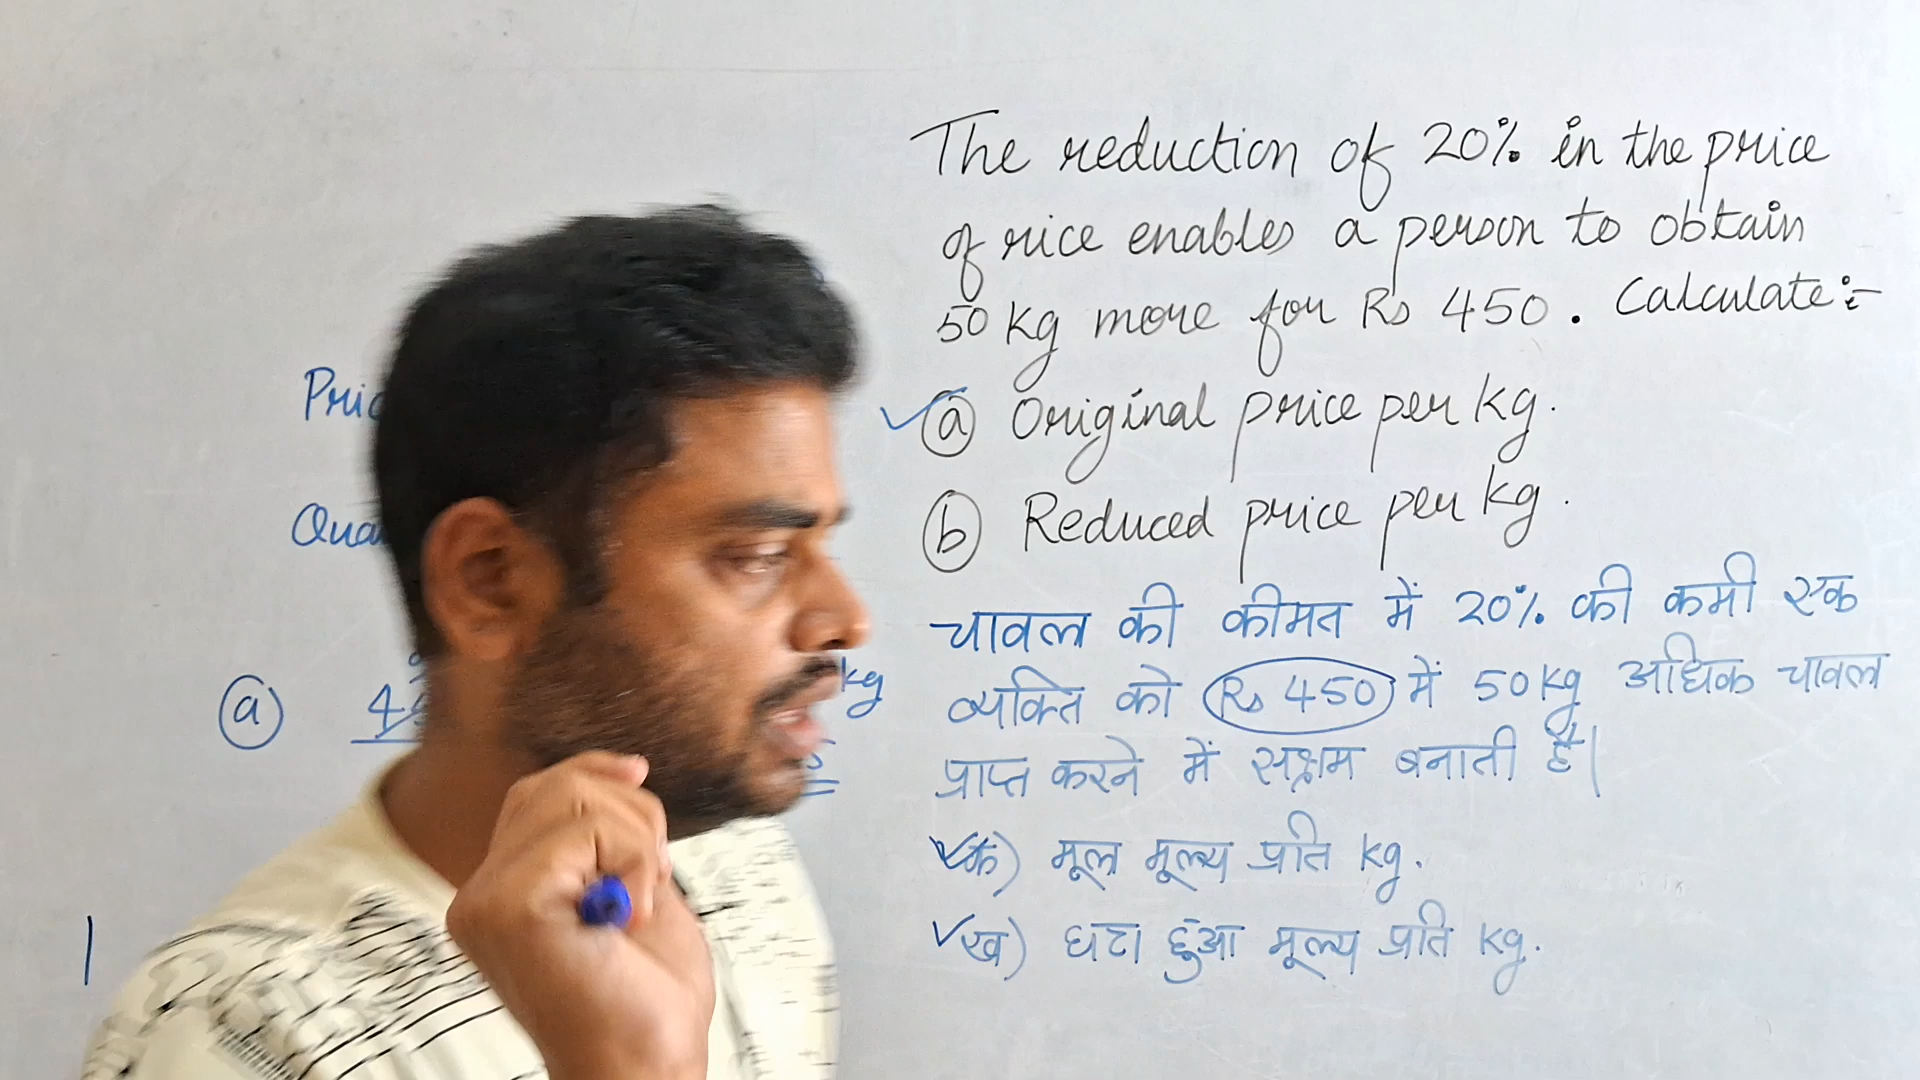 The reduction of 20% in the price
of rice enables a person to obtain
50 kg more for Rs 450. Calculate:-
(a) Original price per kg.
(b) Reduced price per kg.
चावल की कीमत में 20% की कमी एक
व्यक्ति को Rs 450 में 50 kg अधिक चावल
प्राप्त करने में सक्षम बनाती है|
क) मूल मूल्य प्रति kg.
ख) घटा हुआ मूल्य प्रति kg.
(a)
kg